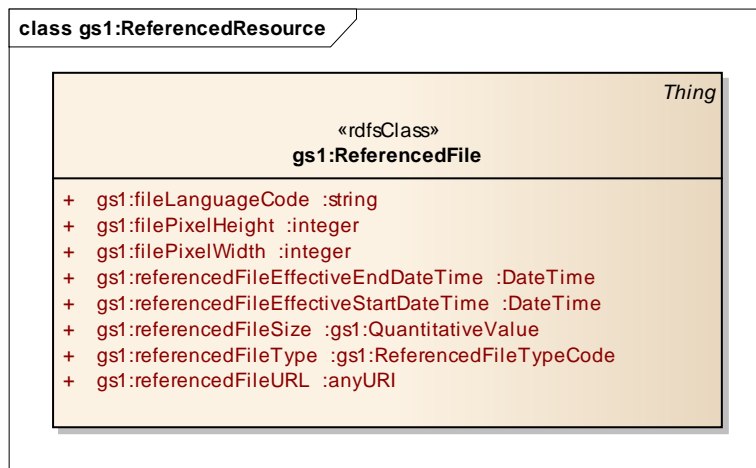 class gs1:ReferencedResource
Thing
«rdfsClass»
gs1:ReferencedFile
+ gs1:fileLanguageCode :string
+ gs1:filePixelHeight :integer
+ gs1:filePixelWidth :integer
+ gs1:referencedFileEffectiveEndDateTime :DateTime
+ gs1:referencedFileEffectiveStartDateTime :DateTime
+ gs1:referencedFileSize :gs1:QuantitativeValue
+ gs1:referencedFileType :gs1:ReferencedFileTypeCode
+ gs1:referencedFileURL :anyURI